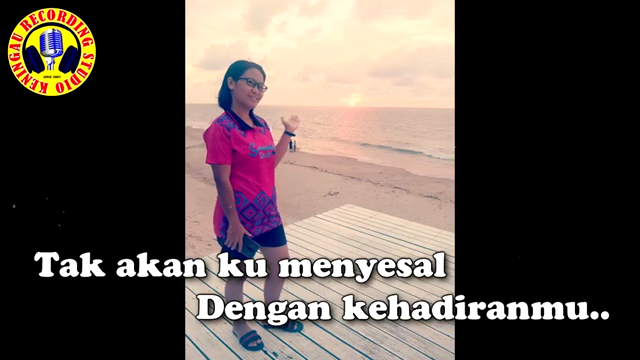 KENINGAU RECORDING STUDIO
Tak akan ku menyesal
Dengan kehadiranmu..